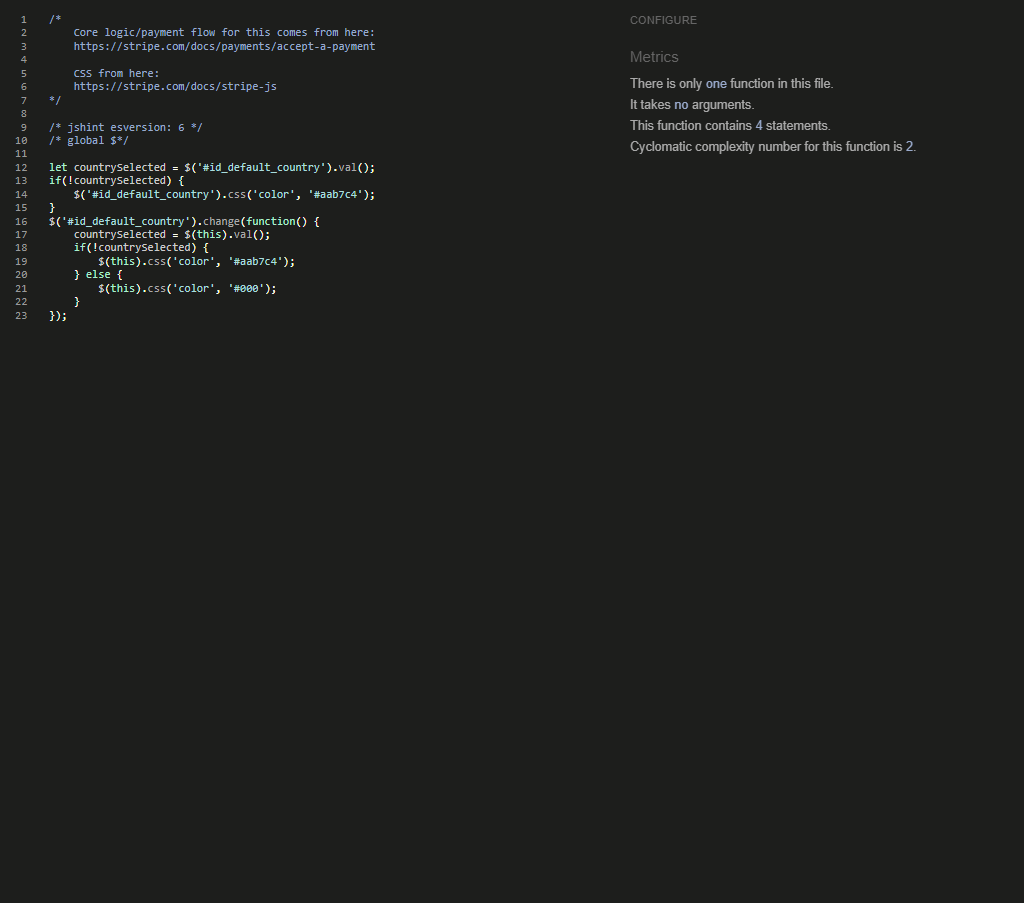 1 /*
2 Core logic/payment flow for this comes from here:
3 https://stripe.com/docs/payments/accept-a-payment
4
5 CSS from here:
6 https://stripe.com/docs/stripe-js
7 */
8
9 /* jshint esversion: 6 */
10 /* global $*/
11
12 let countrySelected = $('#id_default_country').val();
13 if(!countrySelected) {
14     $('#id_default_country').css('color', '#aab7c4');
15 }
16 $('#id_default_country').change(function() {
17     countrySelected = $(this).val();
18     if(!countrySelected) {
19         $(this).css('color', '#aab7c4');
20     } else {
21         $(this).css('color', '#000');
22     }
23 });
CONFIGURE
Metrics
There is only one function in this file.
It takes no arguments.
This function contains 4 statements.
Cyclomatic complexity number for this function is 2.